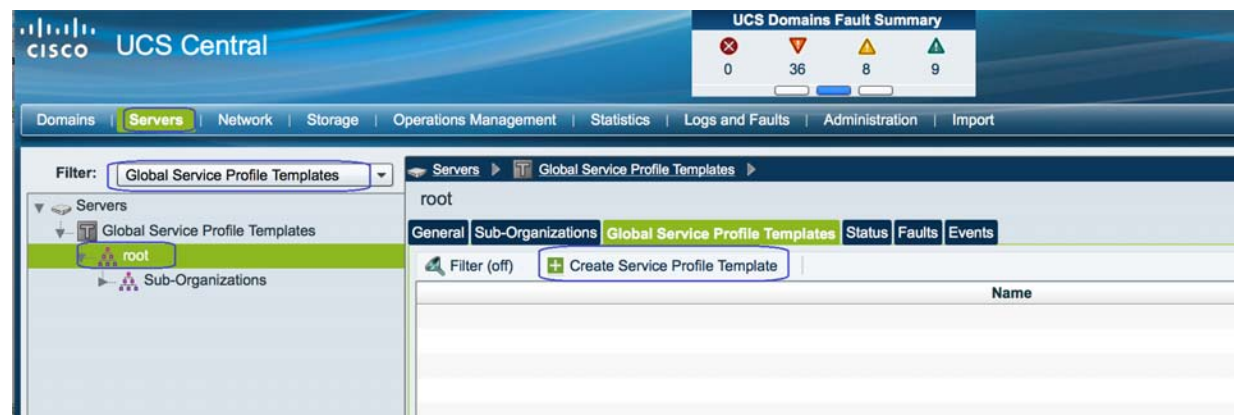 UCS Domains Fault Summary
CISCO UCS Central
0 36 8 9
Domains | Servers | Network | Storage | Operations Management | Statistics | Logs and Faults | Administration | Import
Filter: Global Service Profile Templates
Servers
Global Service Profile Templates
root
Sub-Organizations
Servers Global Service Profile Templates
root
General Sub-Organizations Global Service Profile Templates Status Faults Events
Filter (off) Create Service Profile Template
Name